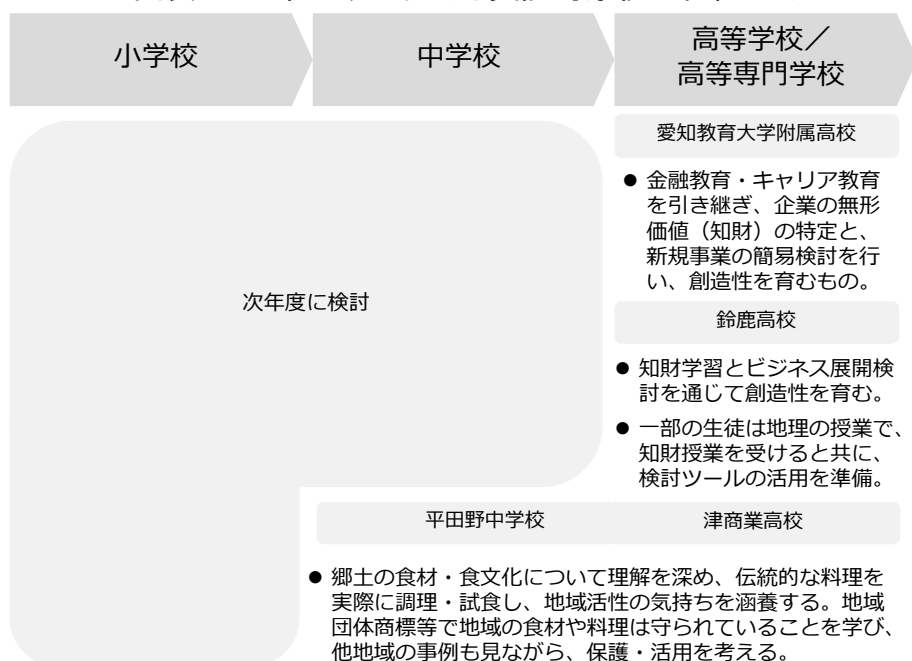 小学校
中学校
高等学校／
高等専門学校
愛知教育大学附属高校
● 金融教育・キャリア教育
を引き継ぎ、企業の無形
価値（知財）の特定と、
新規事業の簡易検討を行
い、創造性を育むもの。
次年度に検討
鈴鹿高校
● 知財学習とビジネス展開検
討を通じて創造性を育む。
● 一部の生徒は地理の授業で、
知財授業を受けると共に、
検討ツールの活用を準備。
平田野中学校
津商業高校
● 郷土の食材・食文化について理解を深め、伝統的な料理を
実際に調理・試食し、地域活性の気持ちを涵養する。地域
団体商標等で地域の食材や料理は守られていることを学び、
他地域の事例も見ながら、保護・活用を考える。